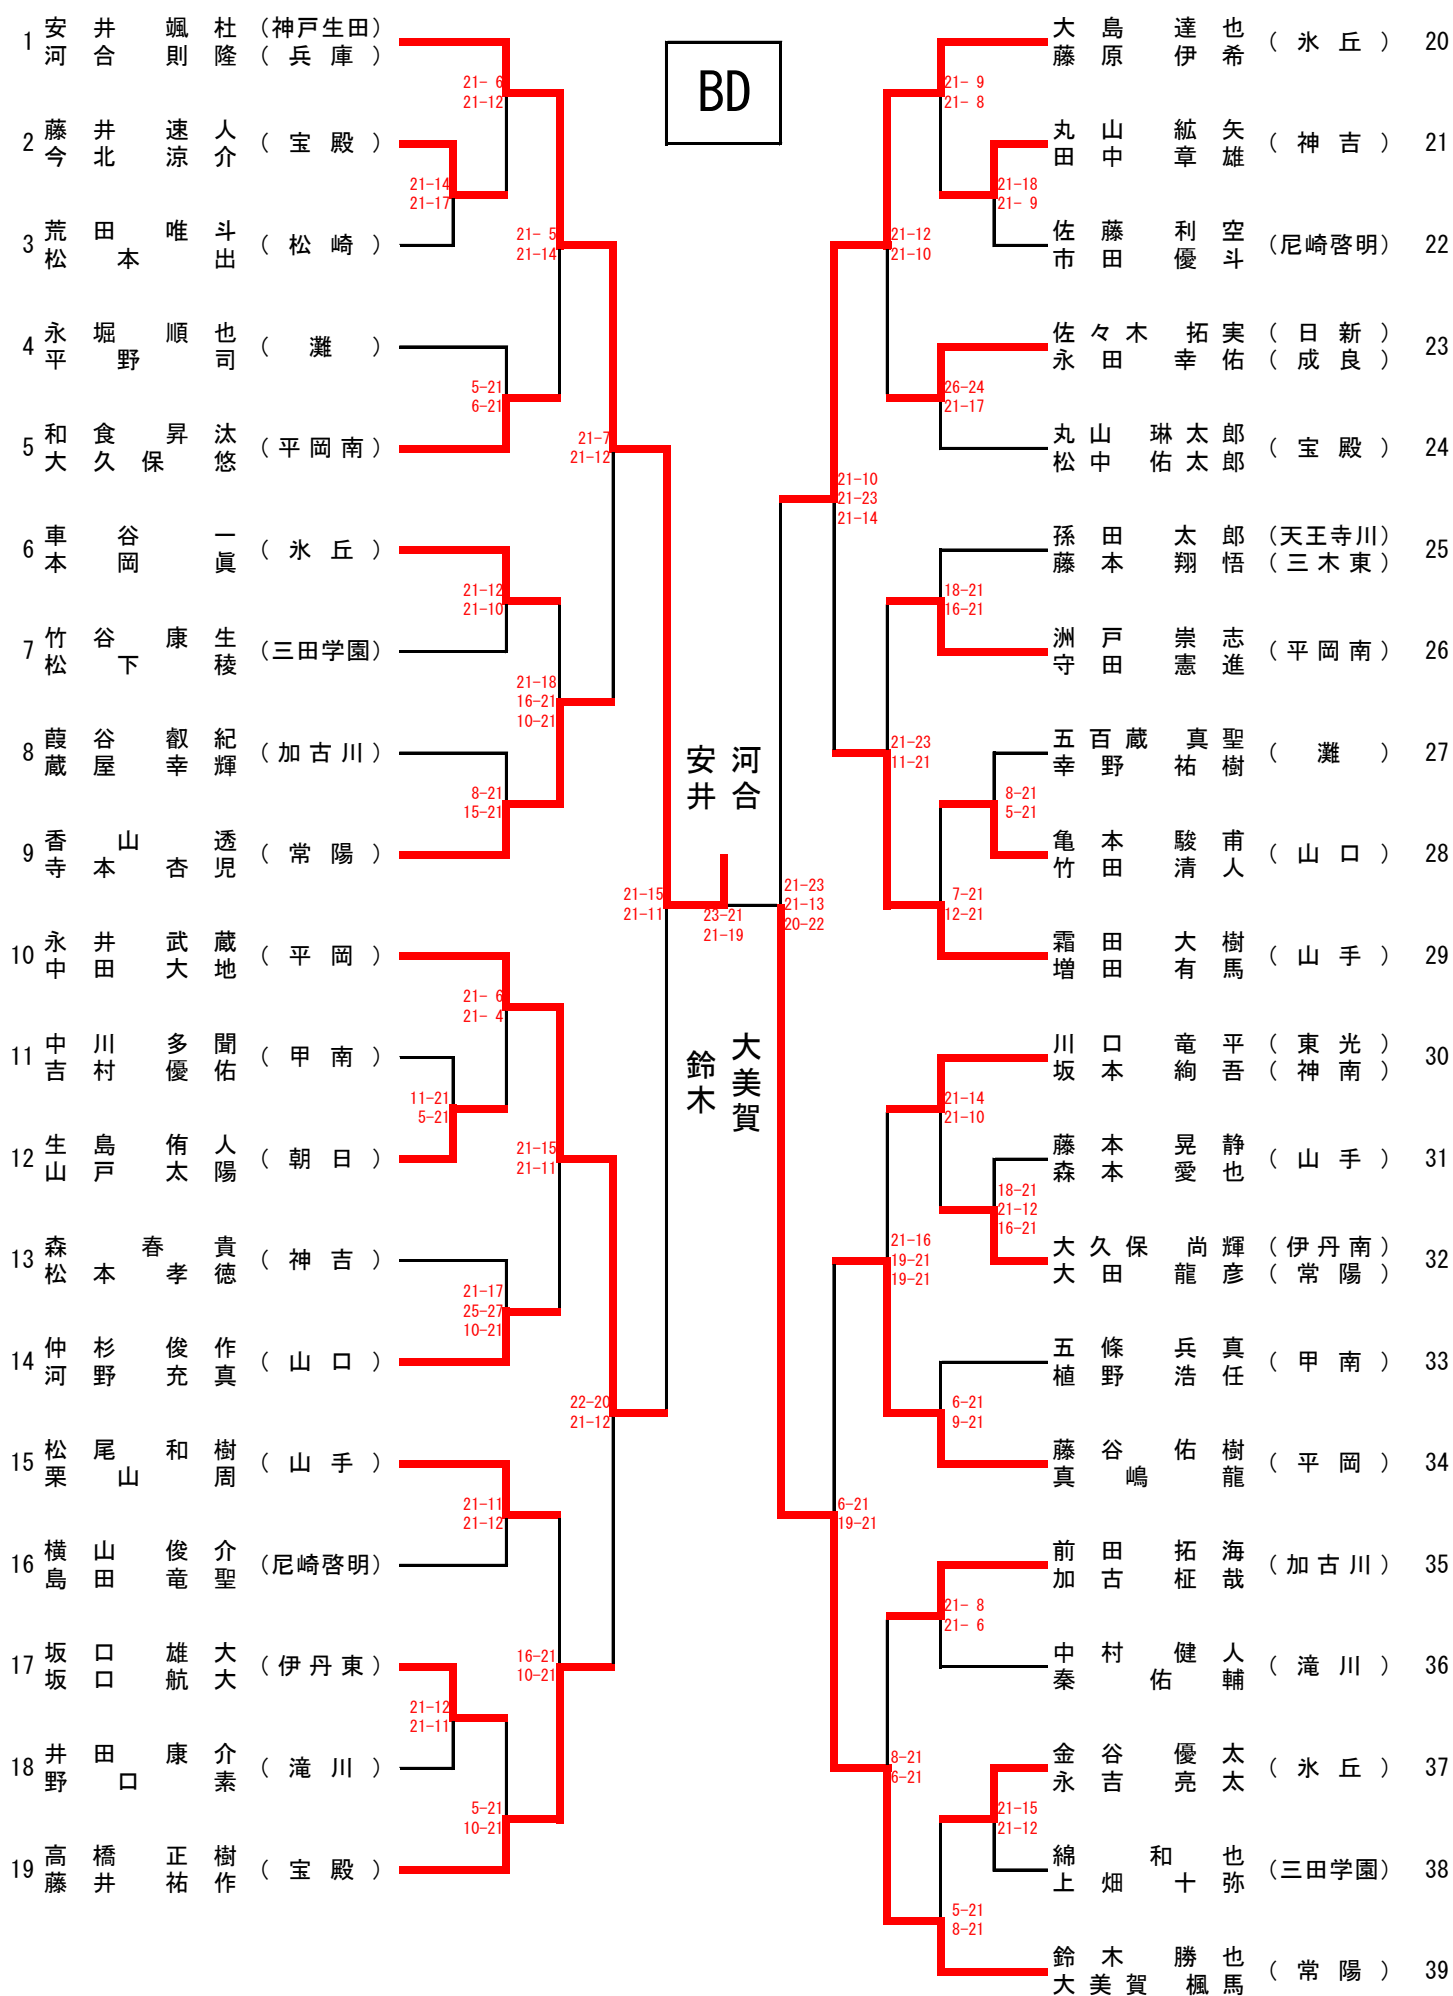 BD
1 安井 颯杜 (神戸生田)
河合 則隆 (兵庫)
2 藤井 速人 (宝殿)
今北 涼介
3 荒田 唯斗 (松崎)
松本 出
4 永堀 順也 (灘)
平野 司
5 和食 昇汰 (平岡南)
大久保 悠
6 車谷 一 (氷丘)
本岡 眞
7 竹谷 康生 (三田学園)
松下 稜
8 葭谷 叡紀 (加古川)
蔵屋 幸輝
9 香山 透 (常陽)
寺本 杏児
10 永井 武蔵 (平岡)
中田 大地
11 中川 多聞 (甲南)
吉村 優佑
12 生島 侑人 (朝日)
山戸 太陽
13 森 春貴 (神吉)
松本 孝徳
14 仲杉 俊作 (山口)
河野 充真
15 松尾 和樹 (山手)
栗山 周
16 横山 俊介 (尼崎啓明)
島田 竜聖
17 坂口 雄大 (伊丹東)
坂口 航大
18 井田 康介 (滝川)
野口 素
19 高橋 正樹 (宝殿)
藤井 祐作
21- 6
21-12
21-14
21-17
21- 5
21-14
5-21
6-21
21-7
21-12
21-12
21-10
21-18
16-21
10-21
8-21
15-21
21-15
21-11
21- 6
21- 4
11-21
5-21
21-15
21-11
21-17
25-27
10-21
22-20
21-12
21-11
21-12
16-21
10-21
21-12
21-11
5-21
10-21
安井
河合
23-21
21-19
鈴木
大美賀
大島 達也 (氷丘) 20
藤原 伊希
丸山 紘矢 (神吉) 21
田中 章雄
佐藤 利空 (尼崎啓明) 22
市田 優斗
佐々木 拓実 (日新) 23
永田 幸佑 (成良)
丸山 琳太郎 (宝殿) 24
松中 佑太郎
孫田 太郎 (天王寺川) 25
藤本 翔悟 (三木東)
洲戸 崇志 (平岡南) 26
守田 憲進
五百蔵 真聖 (灘) 27
幸野 祐樹
亀本 駿甫 (山口) 28
竹田 清人
霜田 大樹 (山手) 29
増田 有馬
川口 竜平 (東光) 30
坂本 絢吾 (神南)
藤本 晃静 (山手) 31
森本 愛也
大久保 尚輝 (伊丹南) 32
大田 龍彦 (常陽)
五條 兵真 (甲南) 33
植野 浩任
藤谷 佑樹 (平岡) 34
真嶋 龍
前田 拓海 (加古川) 35
加古 柾哉
中村 健人 (滝川) 36
秦 佑輔
金谷 優太 (氷丘) 37
永吉 亮太
綿 和也 (三田学園) 38
上畑 十弥
鈴木 勝也 (常陽) 39
大美賀 楓馬
21- 9
21- 8
21-18
21- 9
21-12
21-10
26-24
21-17
21-10
21-23
21-14
18-21
16-21
21-23
11-21
8-21
5-21
7-21
12-21
21-23
21-13
20-22
21-14
21-10
18-21
21-12
16-21
21-16
19-21
19-21
6-21
9-21
6-21
19-21
21- 8
21- 6
8-21
6-21
21-15
21-12
5-21
8-21